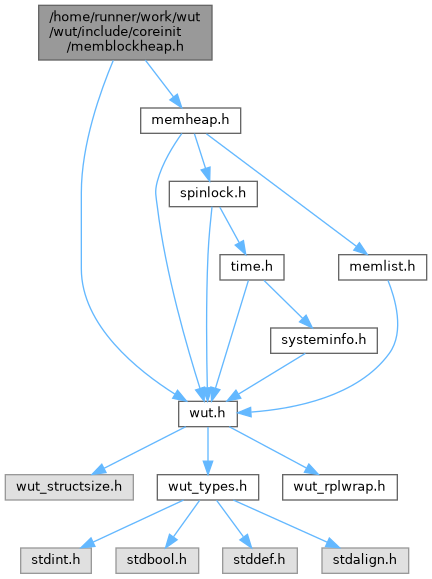 /home/runner/work/wut
/wut/include/coreinit
/memblockheap.h
memheap.h
spinlock.h
time.h
memlist.h
systeminfo.h
wut.h
wut_structsize.h
wut_types.h
wut_rplwrap.h
stdint.h
stdbool.h
stddef.h
stdalign.h